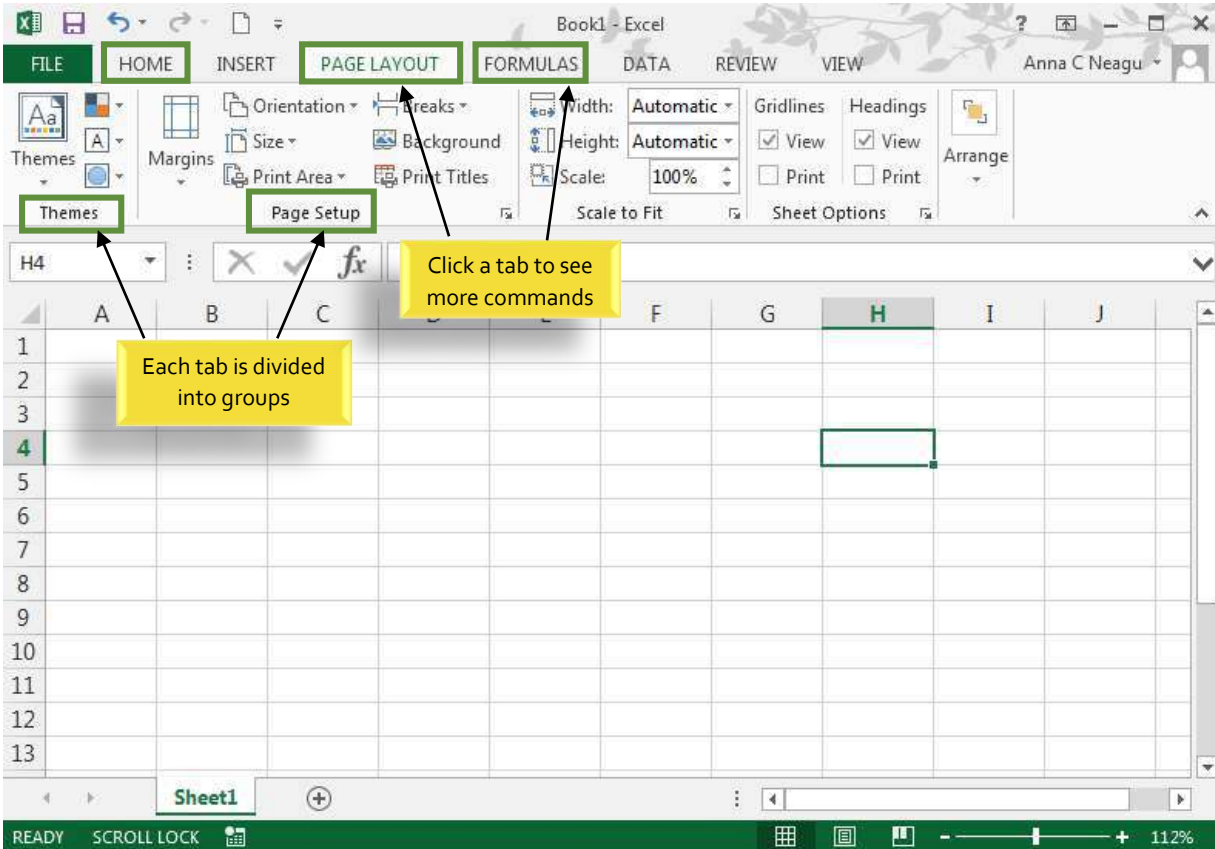 Book1 - Excel ?
FILE HOME INSERT PAGE LAYOUT FORMULAS DATA REVIEW VIEW Anna C Neagu
Aa Orientation Breaks Width: Automatic Gridlines Headings
A Size Background Height: Automatic View View
Themes Margins Print Area Print Titles Scale: 100% Print Print Arrange
Themes Page Setup Scale to Fit Sheet Options
H4 fx
Click a tab to see
more commands
A B C F G H I J
1
Each tab is divided
into groups
2
3
4
5
6
7
8
9
10
11
12
13
Sheet1
READY SCROLL LOCK 112%